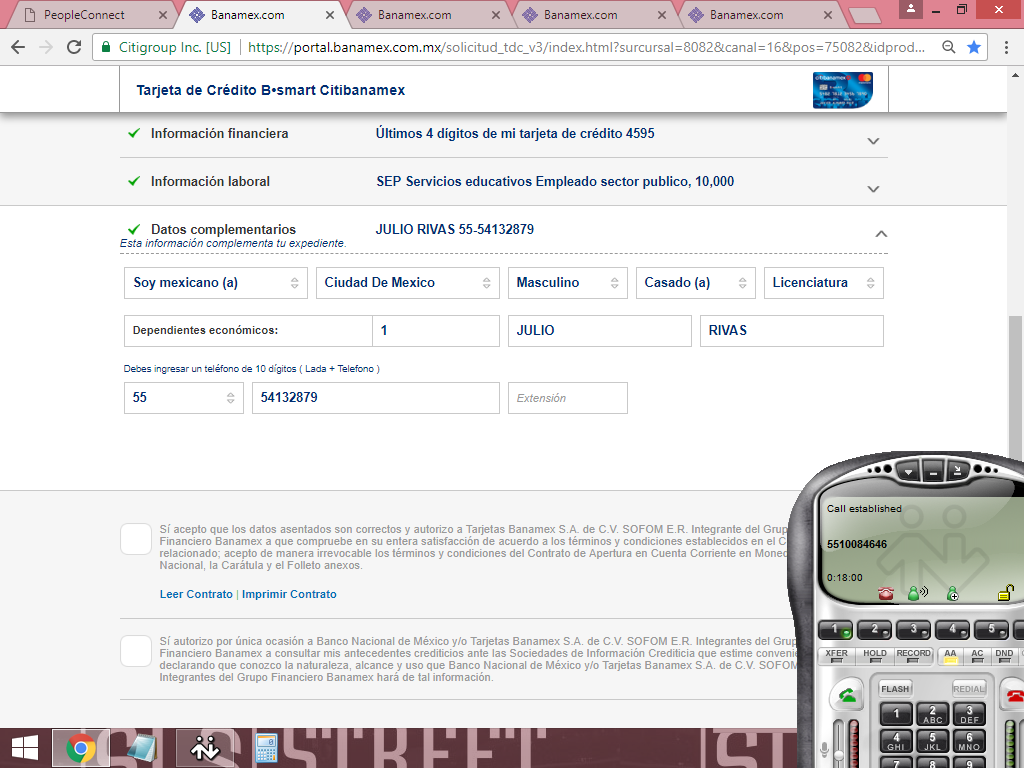 PeopleConnect
Banamex.com
Banamex.com
Banamex.com
Banamex.com
Citigroup Inc. [US]
https://portal.banamex.com.mx/solicitud_tdc_v3/index.html?surcursal=8082&canal=16&pos=75082&idprod...
Tarjeta de Crédito B•smart Citibanamex
citibanamex
Información financiera
Últimos 4 dígitos de mi tarjeta de crédito 4595
Información laboral
SEP Servicios educativos Empleado sector publico, 10,000
Datos complementarios
JULIO RIVAS 55-54132879
Esta información complementa tu expediente.
Soy mexicano (a)
Ciudad De Mexico
Masculino
Casado (a)
Licenciatura
Dependientes económicos:
1
JULIO
RIVAS
Debes ingresar un teléfono de 10 dígitos ( Lada + Telefono )
55
54132879
Extensión
Sí acepto que los datos asentados son correctos y autorizo a Tarjetas Banamex S.A. de C.V. SOFOM E.R. Integrante del Grup
Financiero Banamex a que compruebe en su entera satisfacción de acuerdo a los términos y condiciones establecidos en el C
relacionado; acepto de manera irrevocable los términos y condiciones del Contrato de Apertura en Cuenta Corriente en Moned
Nacional, la Carátula y el Folleto anexos.
Leer Contrato | Imprimir Contrato
Sí autorizo por única ocasión a Banco Nacional de México y/o Tarjetas Banamex S.A. de C.V. SOFOM E.R. Integrantes del Grup
Financiero Banamex a consultar mis antecedentes crediticios ante las Sociedades de Información Crediticia que estime convenie
declarando que conozco la naturaleza, alcance y uso que Banco Nacional de México y/o Tarjetas Banamex S.A. de C.V. SOFOM
Integrantes del Grupo Financiero Banamex hará de tal información.
Call established
5510084646
0:18:00
1 2 3 4 5
XFER HOLD RECORD AA AC DND
FLASH REDIAL
1 2 ABC 3 DEF
4 GHI 5 JKL 6 MNO
7 8 9
STREET